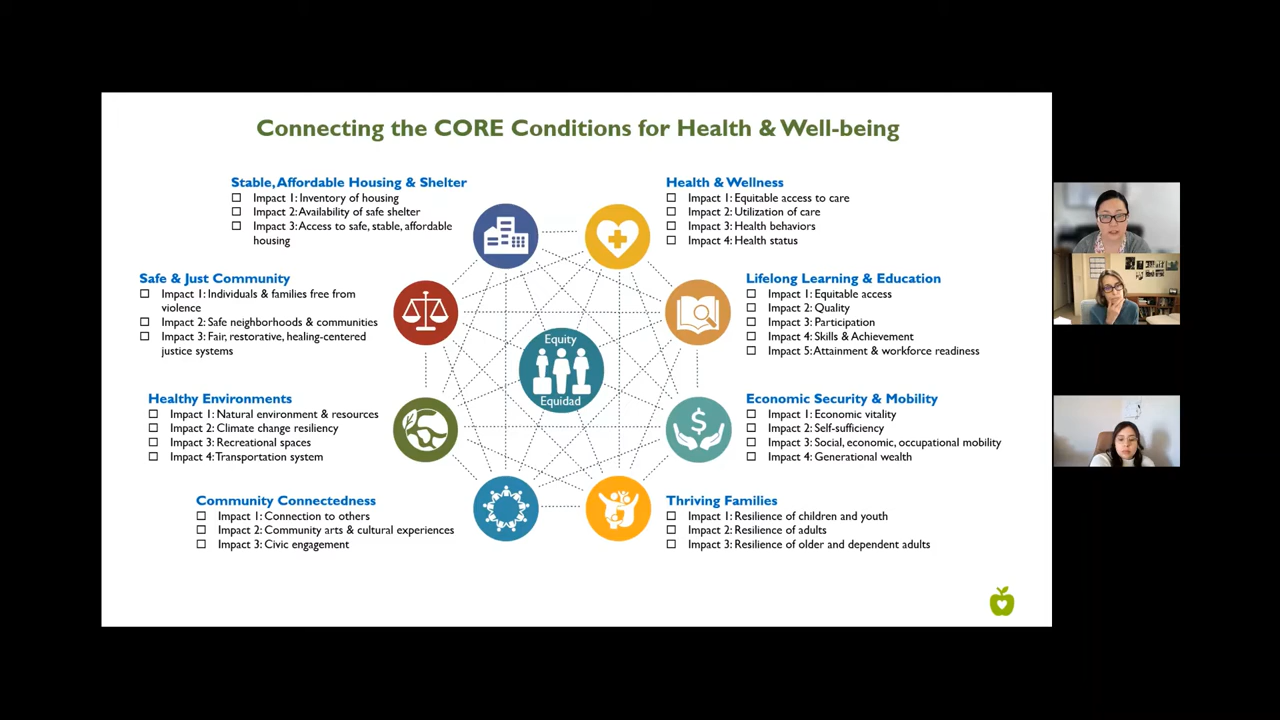 Connecting the CORE Conditions for Health & Well-being
Stable, Affordable Housing & Shelter
Impact 1: Inventory of housing
Impact 2: Availability of safe shelter
Impact 3: Access to safe, stable, affordable
housing
Health & Wellness
Impact 1: Equitable access to care
Impact 2: Utilization of care
Impact 3: Health behaviors
Impact 4: Health status
Safe & Just Community
Impact 1: Individuals & families free from
violence
Impact 2: Safe neighborhoods & communities
Impact 3: Fair, restorative, healing-centered
justice systems
Lifelong Learning & Education
Impact 1: Equitable access
Impact 2: Quality
Impact 3: Participation
Impact 4: Skills & Achievement
Impact 5: Attainment & workforce readiness
Equity
Equidad
Healthy Environments
Impact 1: Natural environment & resources
Impact 2: Climate change resiliency
Impact 3: Recreational spaces
Impact 4: Transportation system
Economic Security & Mobility
Impact 1: Economic vitality
Impact 2: Self-sufficiency
Impact 3: Social, economic, occupational mobility
Impact 4: Generational wealth
Community Connectedness
Impact 1: Connection to others
Impact 2: Community arts & cultural experiences
Impact 3: Civic engagement
Thriving Families
Impact 1: Resilience of children and youth
Impact 2: Resilience of adults
Impact 3: Resilience of older and dependent adults